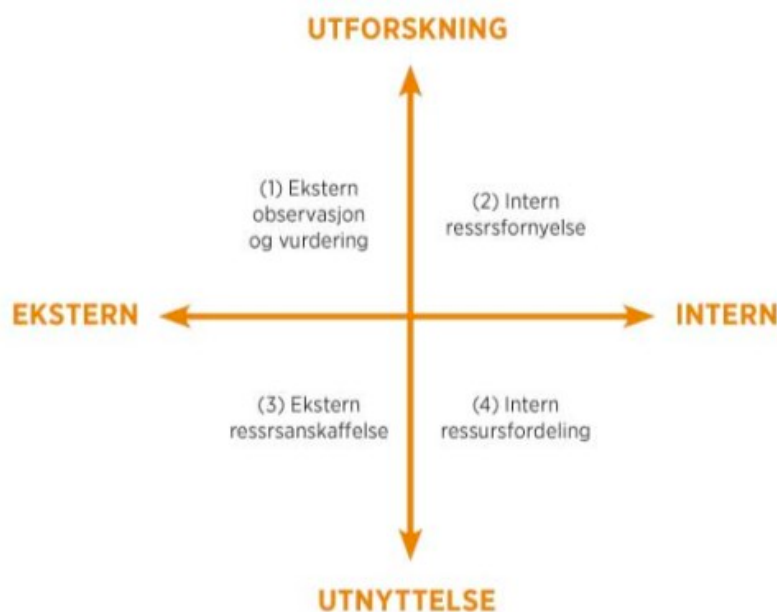 UTFORSKNING
(1) Ekstern
observasjon
og vurdering
(2) Intern
ressrsfornyelse
EKSTERN
INTERN
(3) Ekstern
ressrsanskaffelse
(4) Intern
ressursfordeling
UTNYTTELSE